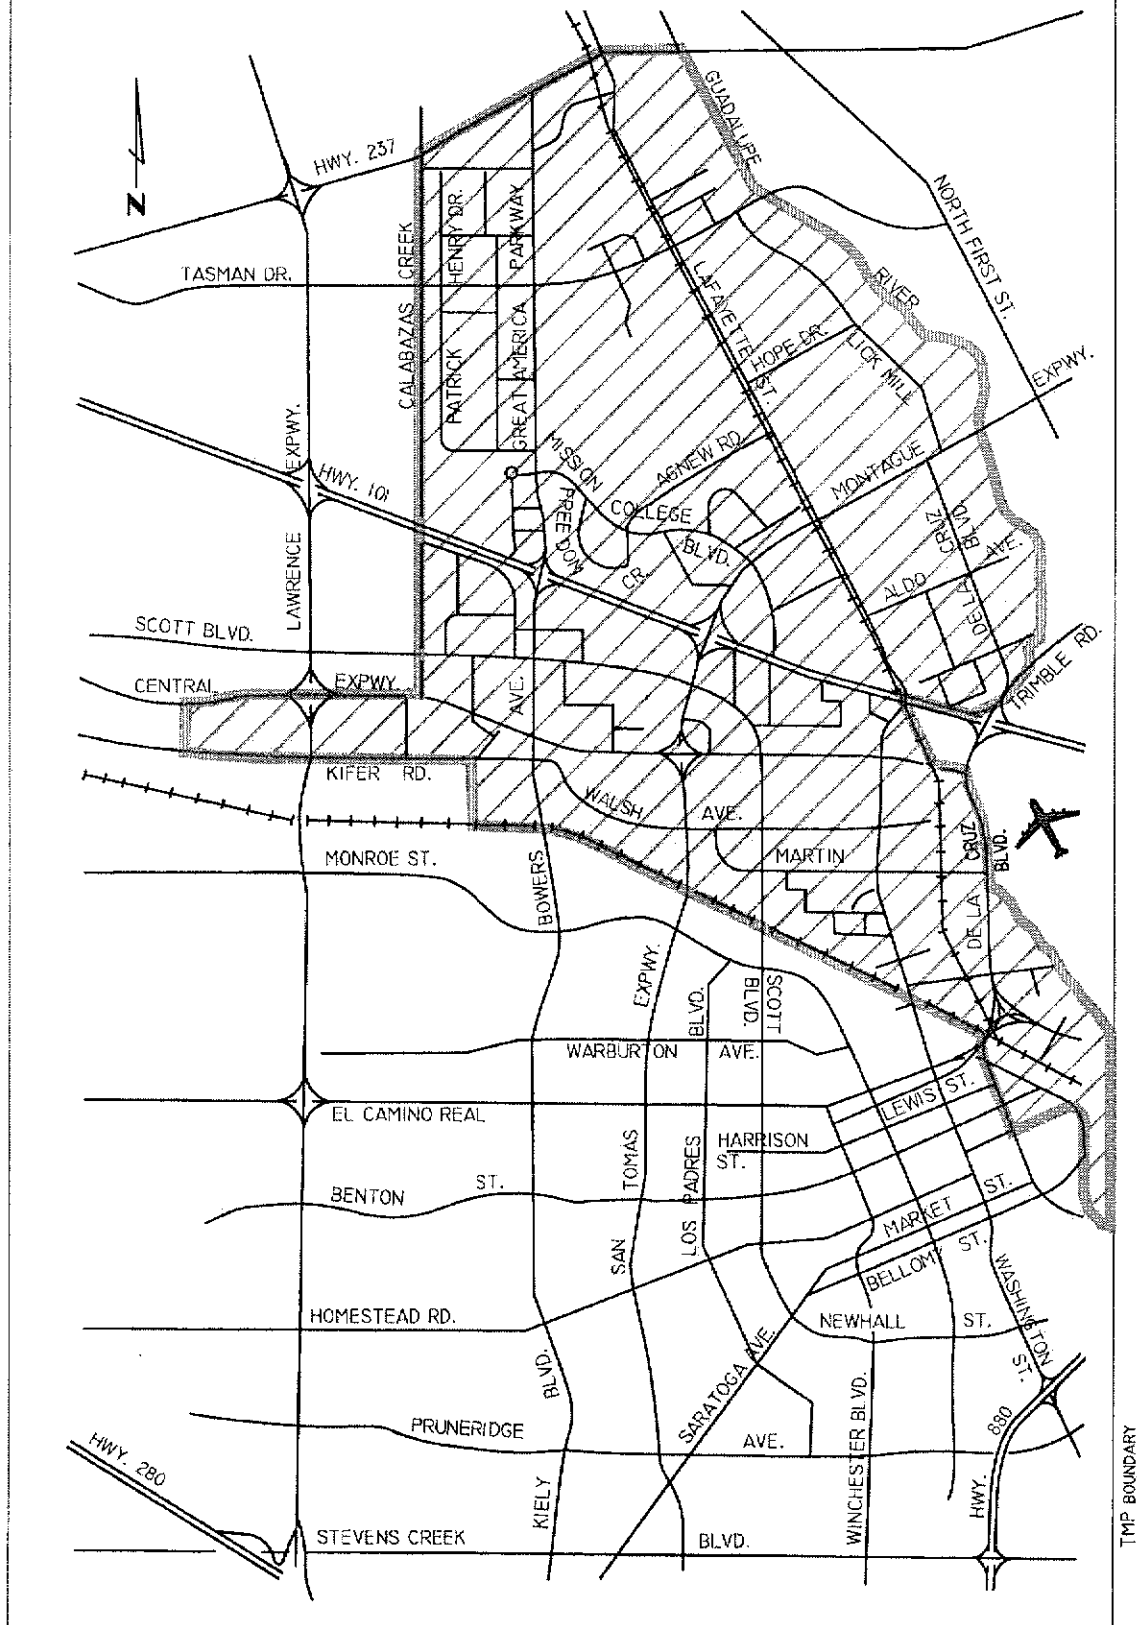 GUADALUPE
HWY. 237
N
NORTH FIRST ST.
HENRY DR.
PARKWAY
CALABAZAS CREEK
TASMAN DR.
RIVER
LAFAYETTE ST.
HOPE DR.
LICK MILL
PATRICK
GREAT AMERICA
EXPWY.
LAWRENCE EXPWY.
HWY. 101
MISSION
AGNEW RD.
MONTAGUE
COLLEGE
FREEDOM
BLVD.
CR.
DE LA
CRUZ
BLVD.
ALDO
AVE.
SCOTT BLVD.
CENTRAL
EXPWY.
AVE.
TRIMBLE RD.
KIFER RD.
WALSH
AVE.
MARTIN
CRUZ
BLVD.
MONROE ST.
BOWERS
DE LA
EXPWY.
BLVD.
SCOTT
BLVD.
WARBURTON AVE.
LEWIS ST.
EL CAMINO REAL
HARRISON
ST.
TOMAS
PADRES
BENTON
ST.
MARKET
ST.
SAN
LOS
BELLOMY
ST.
WASHINGTON
ST.
HOMESTEAD RD.
NEWHALL
ST.
SARATOGA AVE.
BLVD.
WINCHESTER BLVD.
PRUNERIDGE
AVE.
880
HWY.
HWY. 280
KIELY
STEVENS CREEK
BLVD.
TMP BOUNDARY